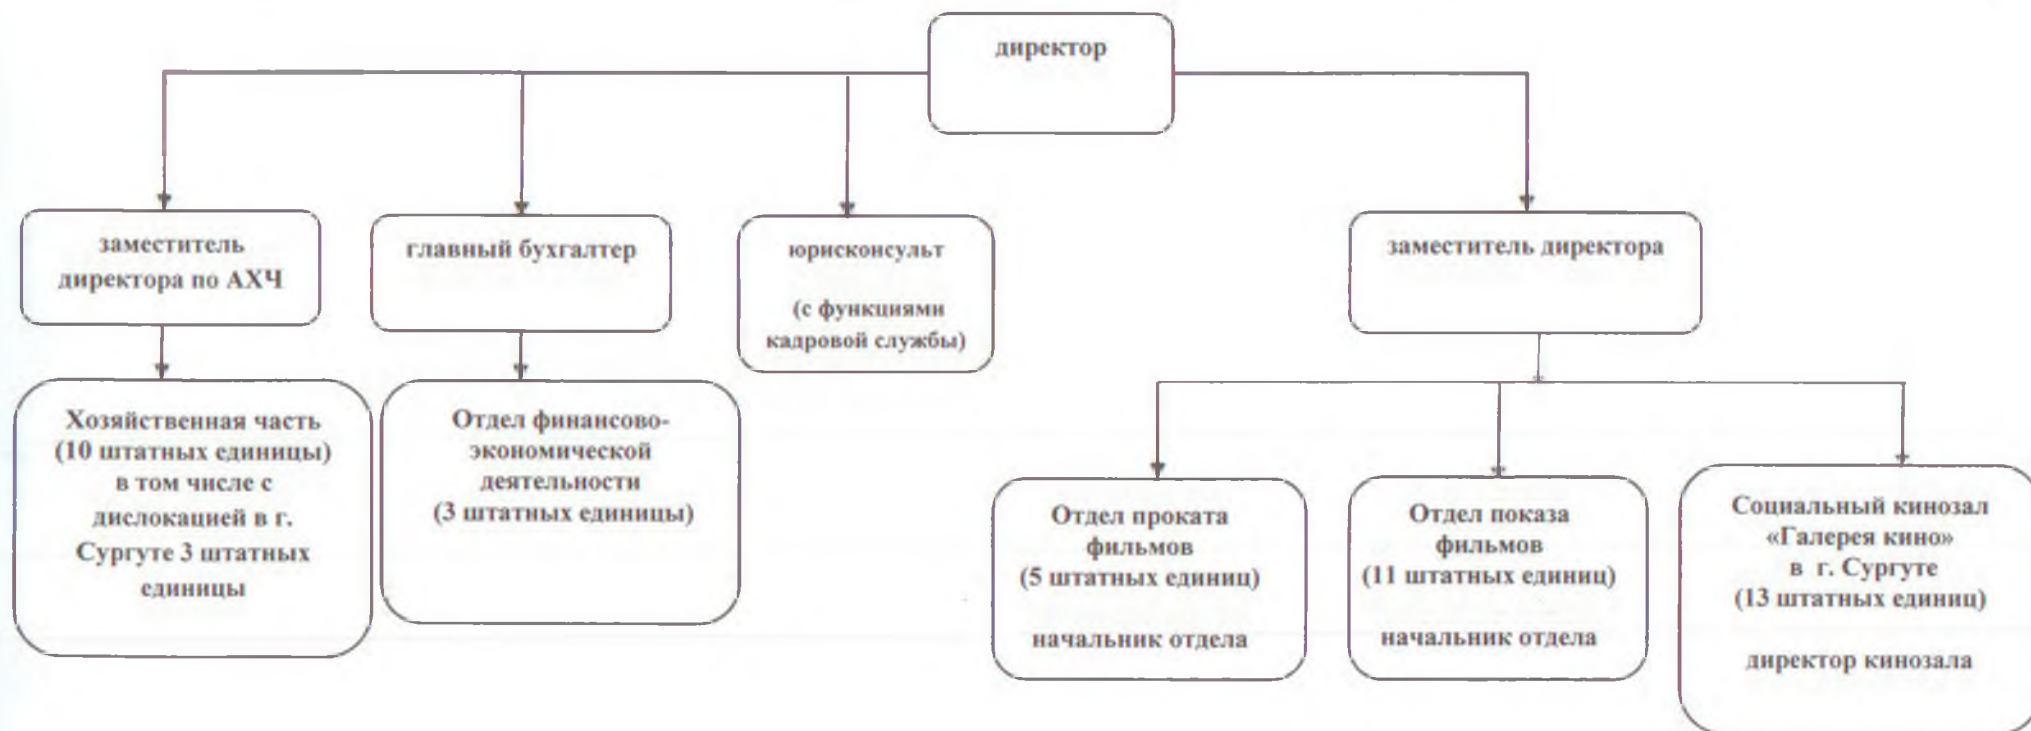 директор
заместитель
директора по АХЧ
главный бухгалтер
юрисконсульт
(с функциями
кадровой службы)
заместитель директора
Хозяйственная часть
(10 штатных единицы)
в том числе с
дислокацией в г.
Сургуте 3 штатных
единицы
Отдел финансово-
экономической
деятельности
(3 штатных единицы)
Отдел проката
фильмов
(5 штатных единиц)
начальник отдела
Отдел показа
фильмов
(11 штатных единиц)
начальник отдела
Социальный кинозал
«Галерея кино»
в г. Сургуте
(13 штатных единиц)
директор кинозала